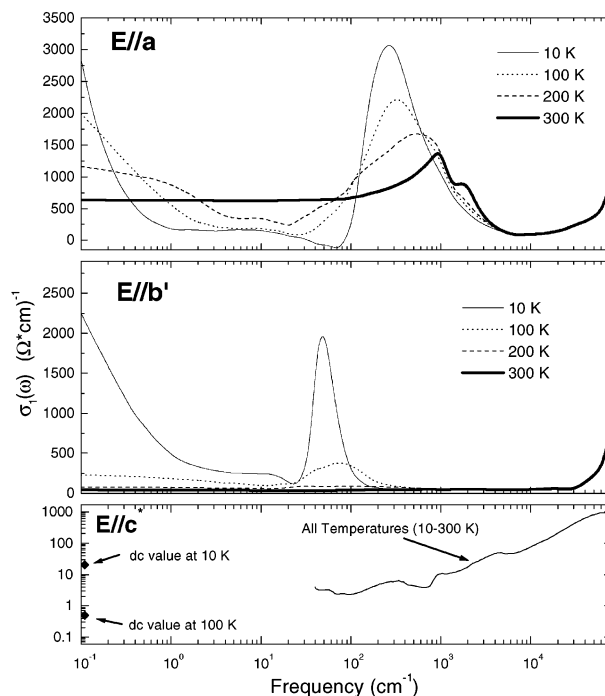 E//a
10 K
100 K
200 K
300 K
3500
3000
2500
2000
1500
1000
500
0
E//b'
10 K
100 K
200 K
300 K
2500
2000
1500
1000
500
0
σ₁(ω) (Ω*cm)⁻¹
E//c*
All Temperatures (10-300 K)
dc value at 10 K
dc value at 100 K
1000
100
10
1
0.1
10⁻¹ 10⁰ 10¹ 10² 10³ 10⁴
Frequency (cm⁻¹)